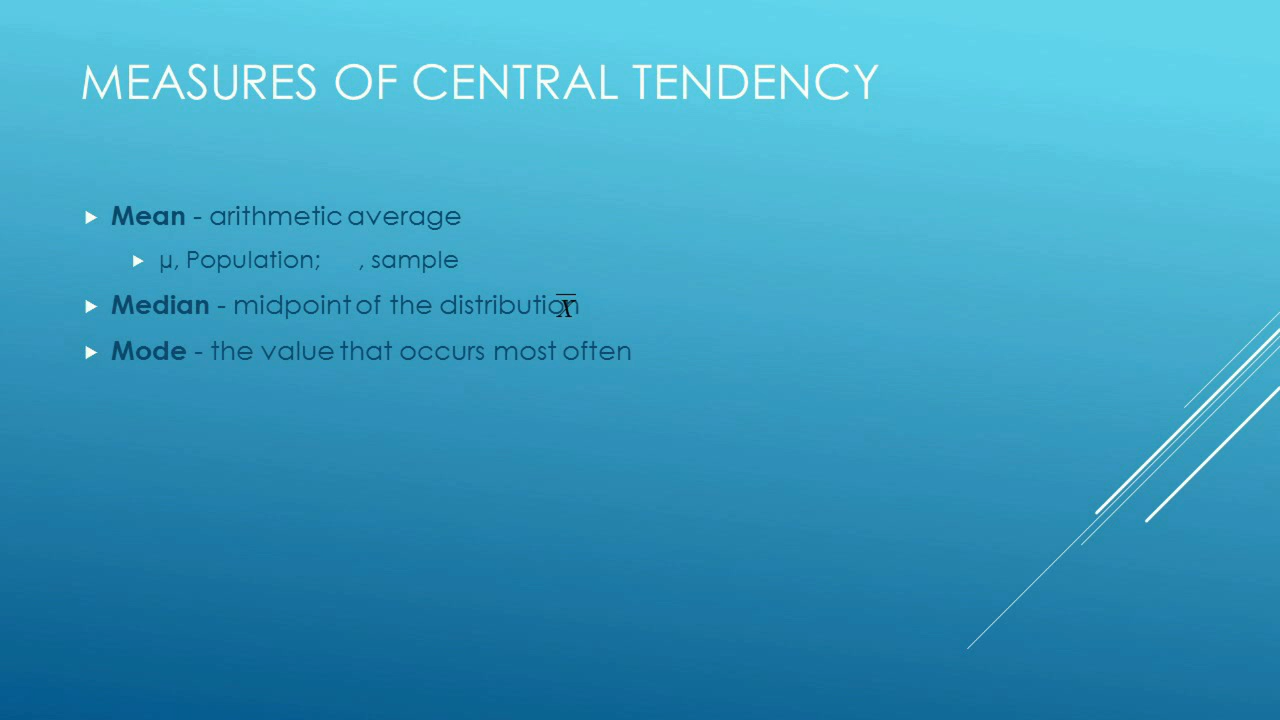 MEASURES OF CENTRAL TENDENCY
Mean - arithmetic average
µ, Population; , sample
Median - midpoint of the distribution x̅
Mode - the value that occurs most often